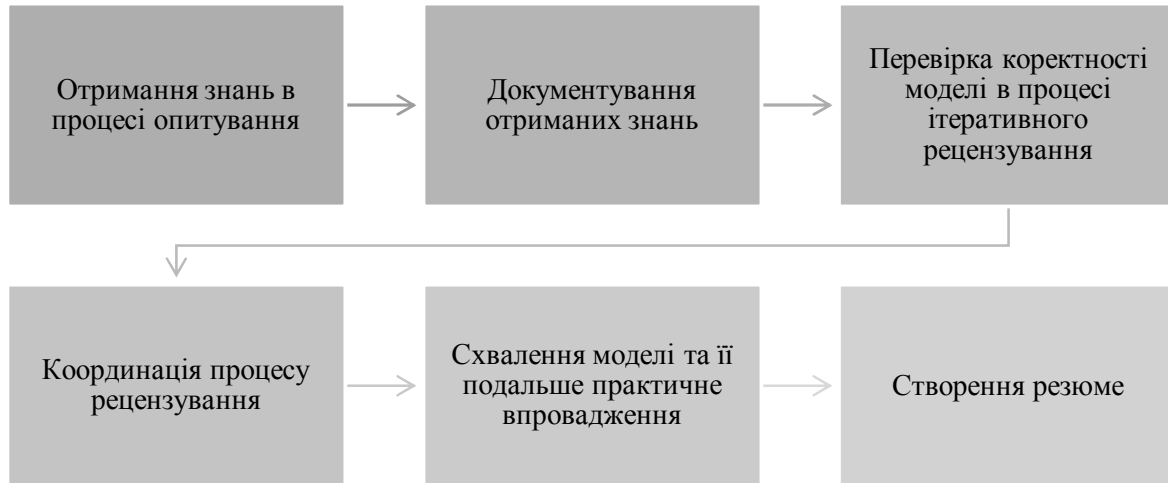 Отримання знань в
процесі опитування
Документування
отриманих знань
Перевірка коректності
моделі в процесі
ітеративного
рецензування
Координація процесу
рецензування
Схвалення моделі та її
подальше практичне
впровадження
Створення резюме